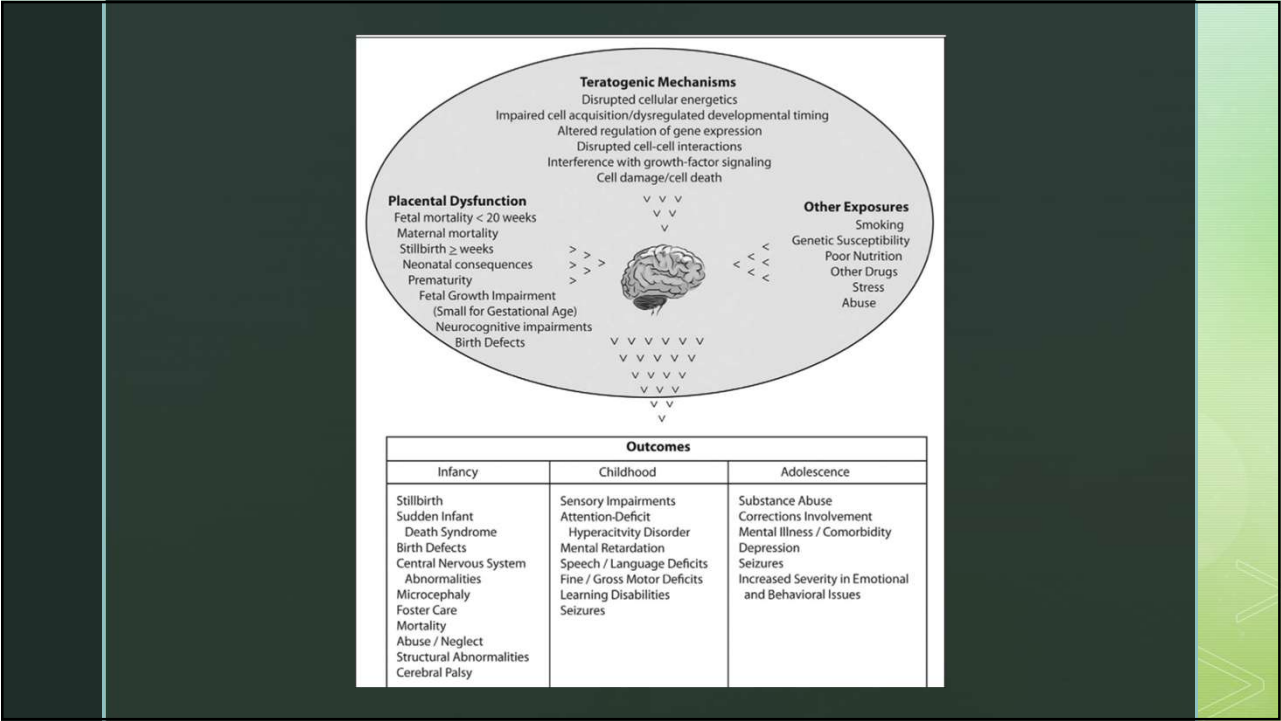 Teratogenic Mechanisms
Disrupted cellular energetics
Impaired cell acquisition/dysregulated developmental timing
Altered regulation of gene expression
Disrupted cell-cell interactions
Interference with growth-factor signaling
Cell damage/cell death
Placental Dysfunction
Fetal mortality < 20 weeks
Maternal mortality
Stillbirth ≥ weeks
Neonatal consequences
Prematurity
Fetal Growth Impairment
(Small for Gestational Age)
Neurocognitive impairments
Birth Defects
Other Exposures
Smoking
Genetic Susceptibility
Poor Nutrition
Other Drugs
Stress
Abuse
Outcomes
Infancy
Stillbirth
Sudden Infant
Death Syndrome
Birth Defects
Central Nervous System
Abnormalities
Microcephaly
Foster Care
Mortality
Abuse / Neglect
Structural Abnormalities
Cerebral Palsy
Childhood
Sensory Impairments
Attention-Deficit
Hyperacitvity Disorder
Mental Retardation
Speech / Language Deficits
Fine / Gross Motor Deficits
Learning Disabilities
Seizures
Adolescence
Substance Abuse
Corrections Involvement
Mental Illness / Comorbidity
Depression
Seizures
Increased Severity in Emotional
and Behavioral Issues